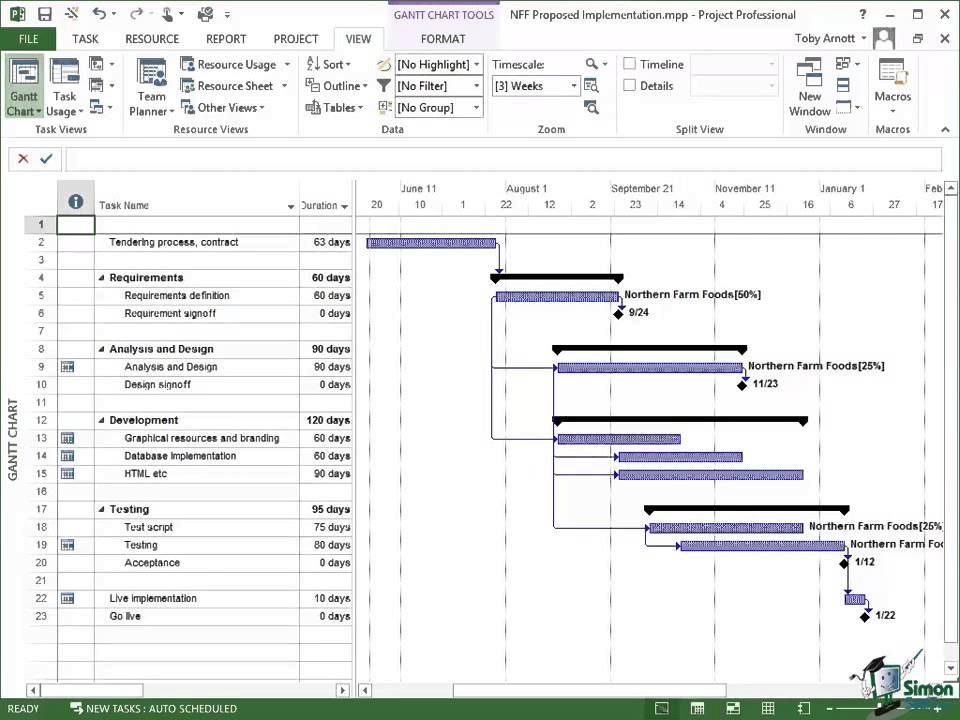 GANTT CHART TOOLS NFF Proposed Implementation.mpp - Project Professional
FILE TASK RESOURCE REPORT PROJECT VIEW FORMAT Toby Arnott
Gantt Chart
Task Usage
Team Planner
Resource Usage
Resource Sheet
Other Views
Sort
Outline
Tables
[No Highlight]
[No Filter]
[No Group]
Timescale:
[3] Weeks
Timeline
Details
New Window
Macros
Task Views Resource Views Data Zoom Split View Window Macros
June 11 August 1 September 21 November 11 January 1 Feb
20 10 1 22 12 2 23 14 4 25 16 6 27 17
Task Name Duration
1
2 Tendering process, contract 63 days
3
4 Requirements 60 days
5 Requirements definition 60 days Northern Farm Foods[50%]
6 Requirement signoff 0 days 9/24
7
8 Analysis and Design 90 days
9 Analysis and Design 90 days Northern Farm Foods[25%]
10 Design signoff 0 days 11/23
11
12 Development 120 days
13 Graphical resources and branding 60 days
14 Database implementation 60 days
15 HTML etc 90 days
16
17 Testing 95 days
18 Test script 75 days Northern Farm Foods[25%
19 Testing 80 days Northern Farm Foo
20 Acceptance 0 days 1/12
21
22 Live implementation 10 days
23 Go live 0 days 1/22
GANTT CHART
READY NEW TASKS : AUTO SCHEDULED
Simon